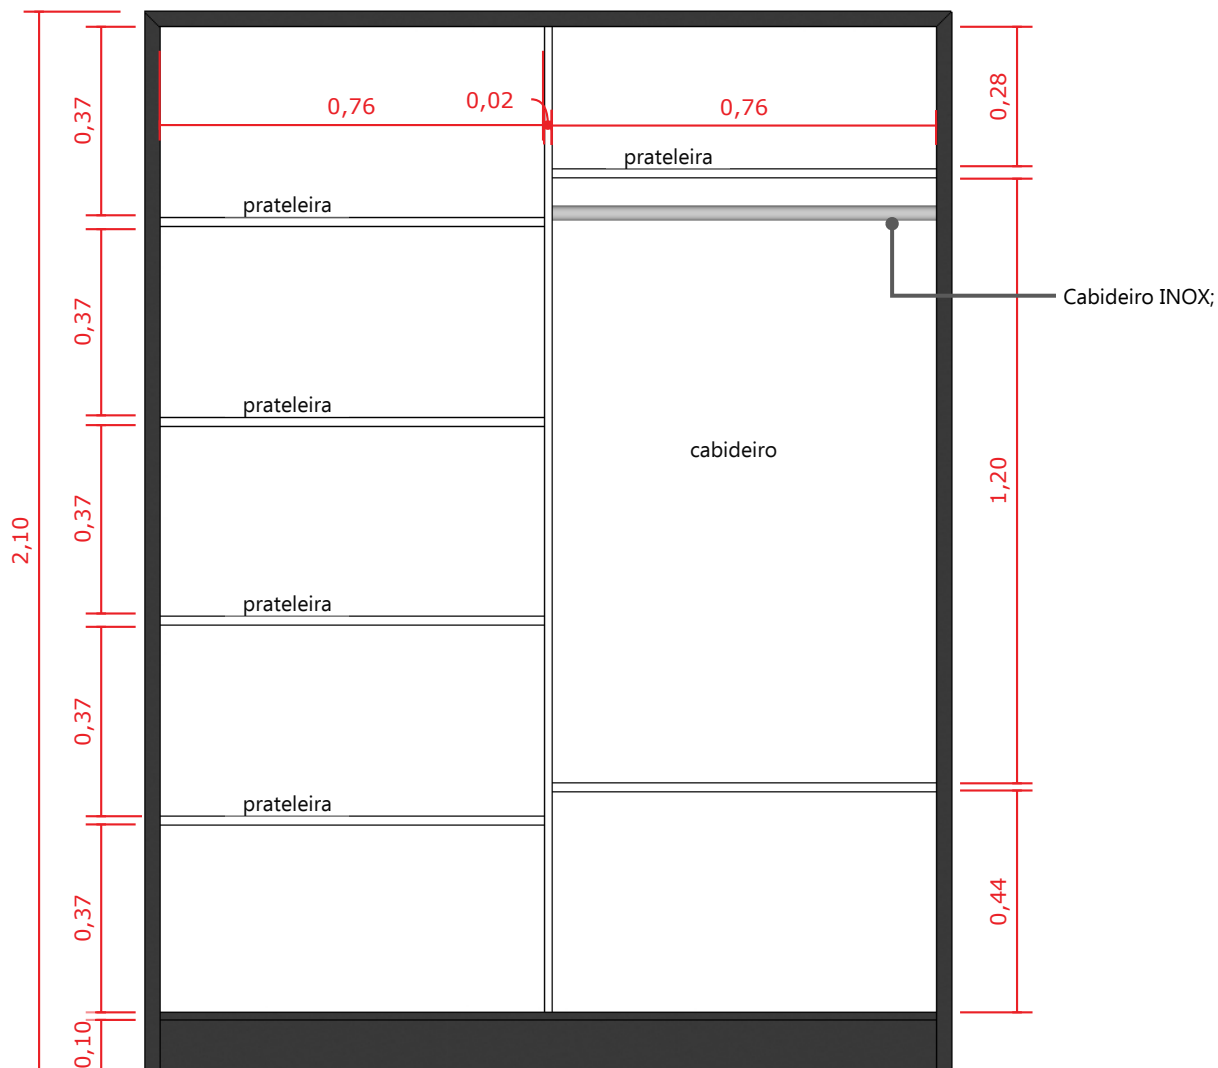 0,37
0,76
0,02
0,76
0,28
prateleira
prateleira
0,37
Cabideiro INOX;
prateleira
cabideiro
1,20
0,37
2,10
prateleira
0,37
prateleira
0,37
0,44
0,10